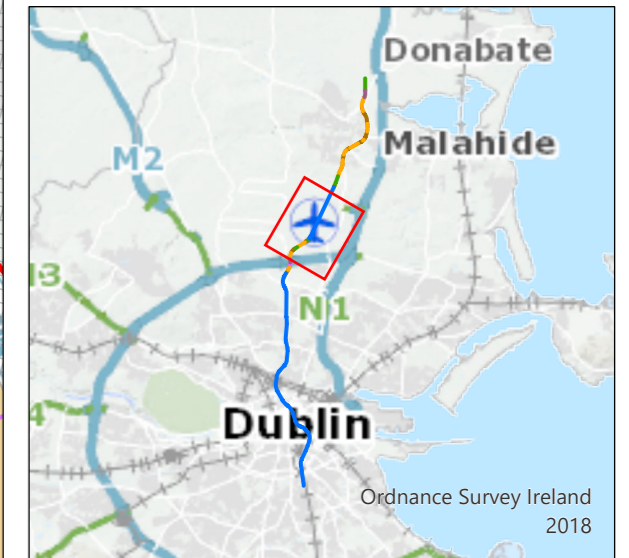 Donabate
Malahide
M2
N1
Dublin
Ordnance Survey Ireland
2018